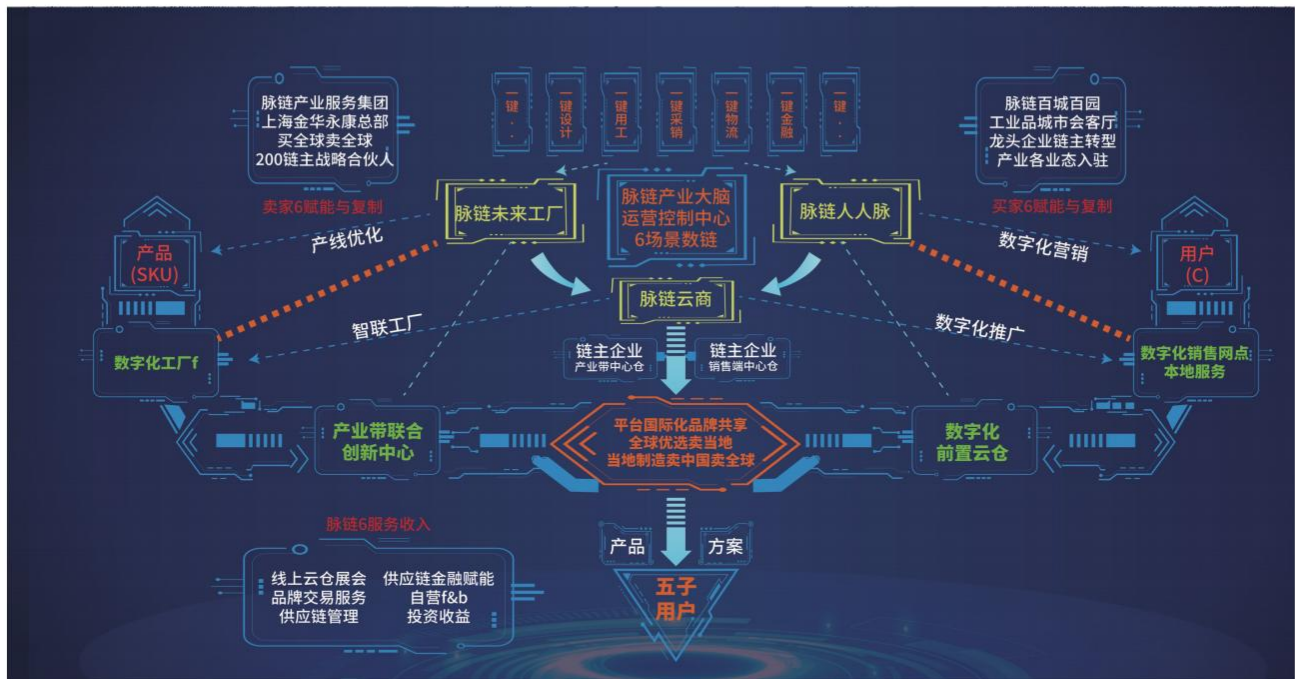 脉链产业服务集团
上海金华永康总部
买全球卖全球
200链主战略合伙人
一键..
一键设计
一键用工
一键采销
一键物流
一键金融
一键..
脉链百城百园
工业品城市会客厅
龙头企业链主转型
产业各业态入驻
卖家6赋能与复制
脉链未来工厂
脉链产业大脑
运营控制中心
6场景数链
脉链人人脉
买家6赋能与复制
产品
(SKU)
产线优化
数字化营销
用户
(C)
脉链云商
智联工厂
数字化推广
数字化工厂f
链主企业
产业带中心仓
链主企业
销售端中心仓
数字化销售网点
本地服务
产业带联合
创新中心
平台国际化品牌共享
全球优选卖当地
当地制造卖中国卖全球
数字化
前置云仓
脉链6服务收入
线上云仓展会
品牌交易服务
供应链管理
供应链金融赋能
自营f&b
投资收益
产品
方案
五子
用户